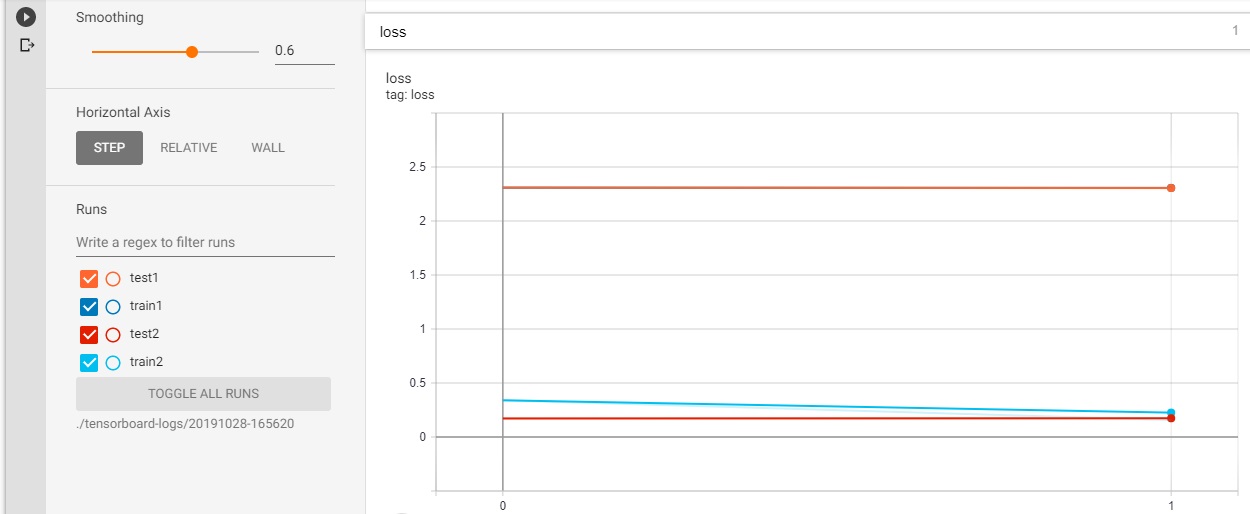 Smoothing
0.6
Horizontal Axis
STEP RELATIVE WALL
Runs
Write a regex to filter runs
test1
train1
test2
train2
TOGGLE ALL RUNS
./tensorboard-logs/20191028-165620
loss 1
loss
tag: loss
2.5
2
1.5
1
0.5
0
0 1